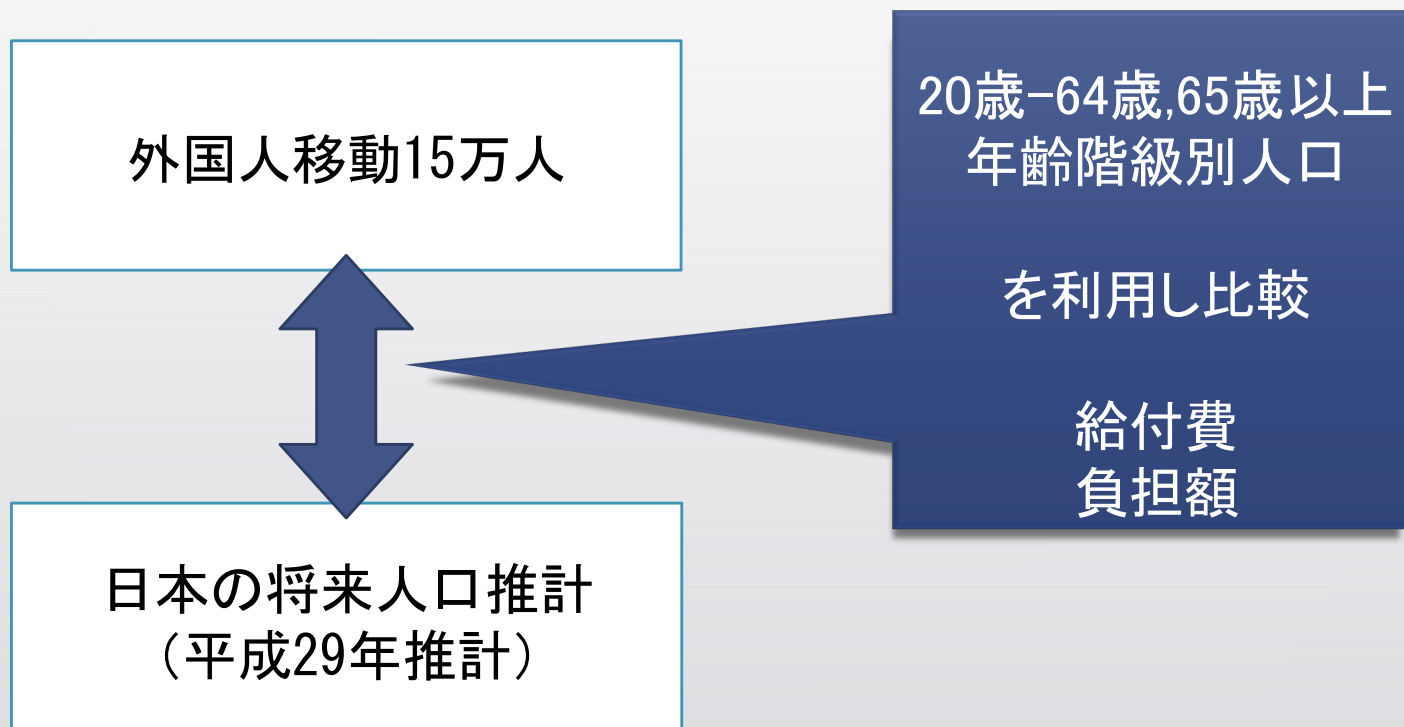 外国人移動15万人
20歳-64歳,65歳以上
年齢階級別人口
を利用し比較
給付費
負担額
日本の将来人口推計
(平成29年推計)